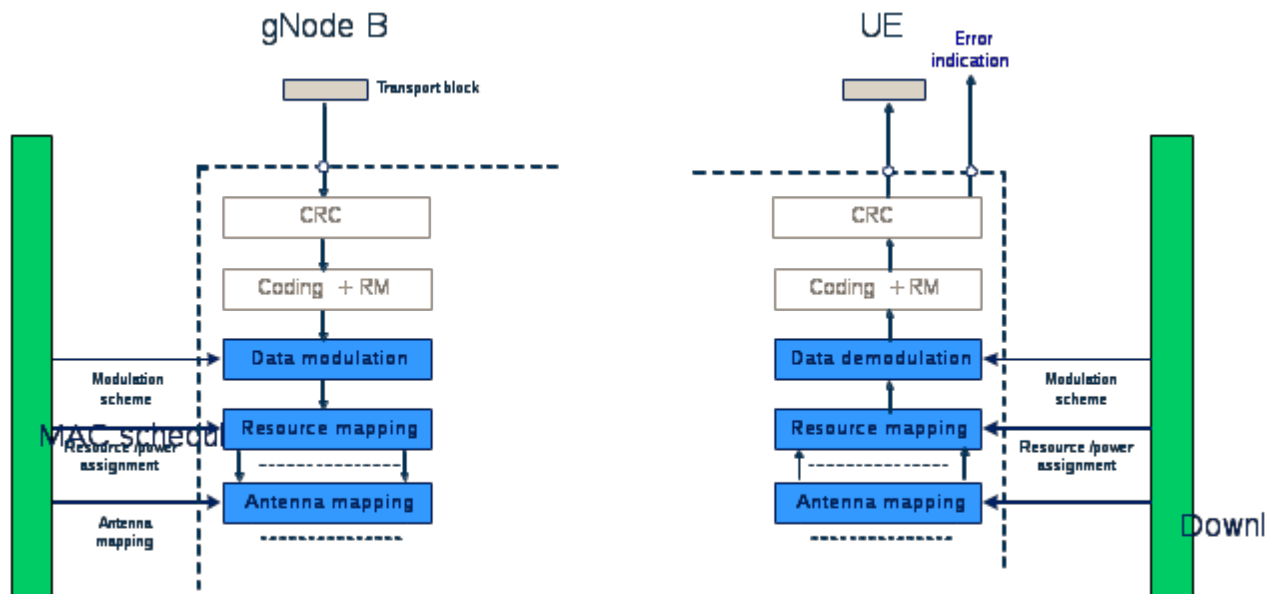 gNode B
UE
Error
indication
Transport block
CRC
CRC
Coding + RM
Coding + RM
Data modulation
Data demodulation
Modulation
scheme
Modulation
scheme
MAC schedul
Resource mapping
Resource mapping
Resource /power
assignment
Resource /power
assignment
Antenna mapping
Antenna mapping
Antenna
mapping
Downl